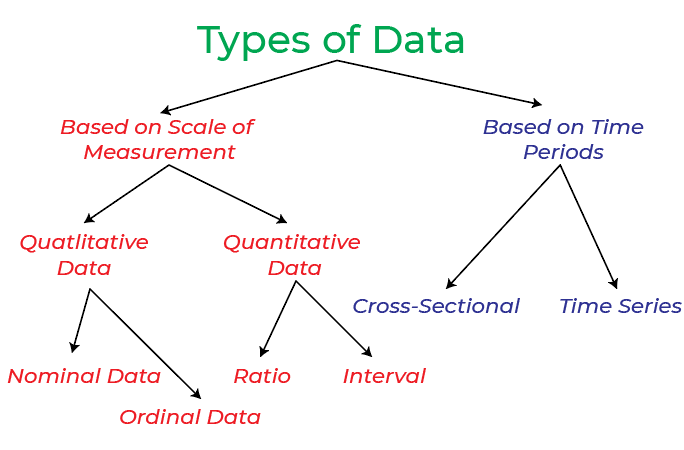 Types of Data
Based on Scale of
Measurement
Based on Time
Periods
Quatlitative
Data
Quantitative
Data
Cross-Sectional
Time Series
Nominal Data
Ratio
Interval
Ordinal Data